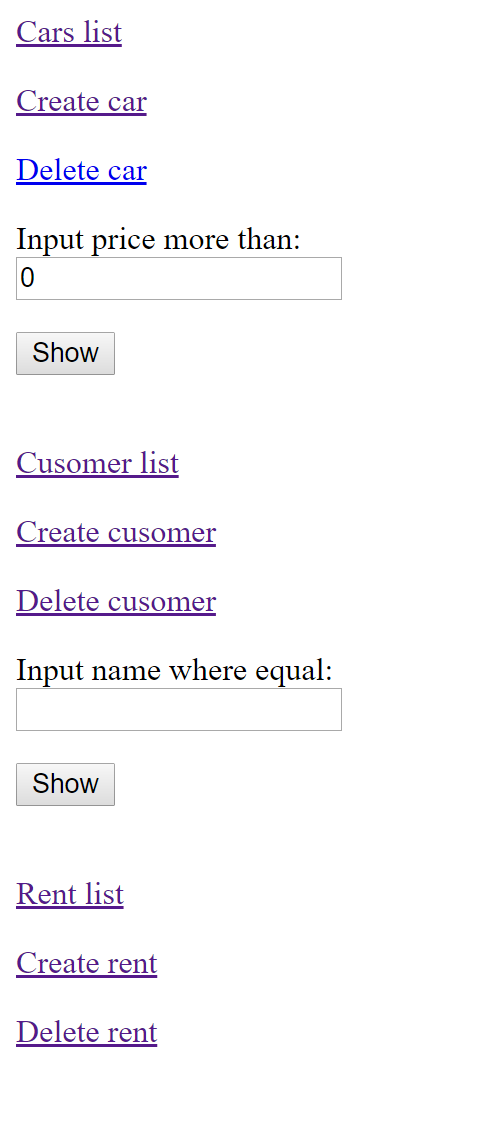 Cars list
Create car
Delete car
Input price more than:
0
Show
Cusomer list
Create cusomer
Delete cusomer
Input name where equal:
Show
Rent list
Create rent
Delete rent